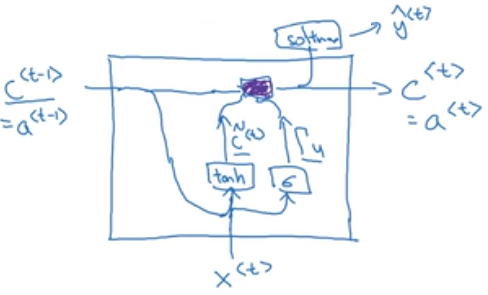 softmax
ŷ<t>
c<t-1>
= a<t-1>
c<t>
= a<t>
c̃<t>
Γu
tanh
σ
x<t>